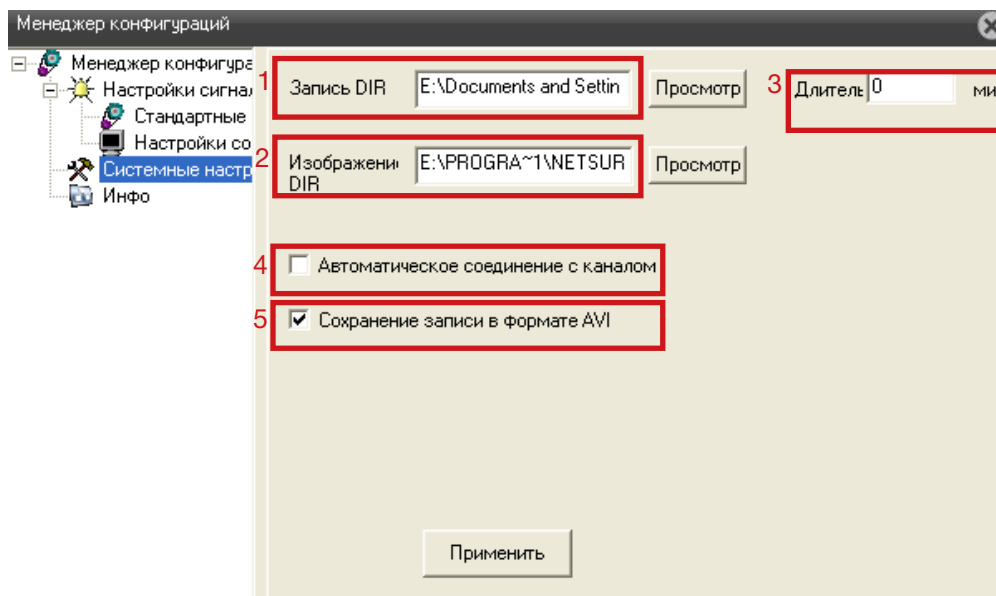 Менеджер конфигураций
Менеджер конфигура
Настройки сигнал
Стандартные
Настройки со
Системные настр
Инфо
1 Запись DIR E:\Documents and Settin Просмотр
3 Длитель 0 ми
2 Изображени DIR E:\PROGRA~1\NETSUR Просмотр
4 Автоматическое соединение с каналом
5 Сохранение записи в формате AVI
Применить